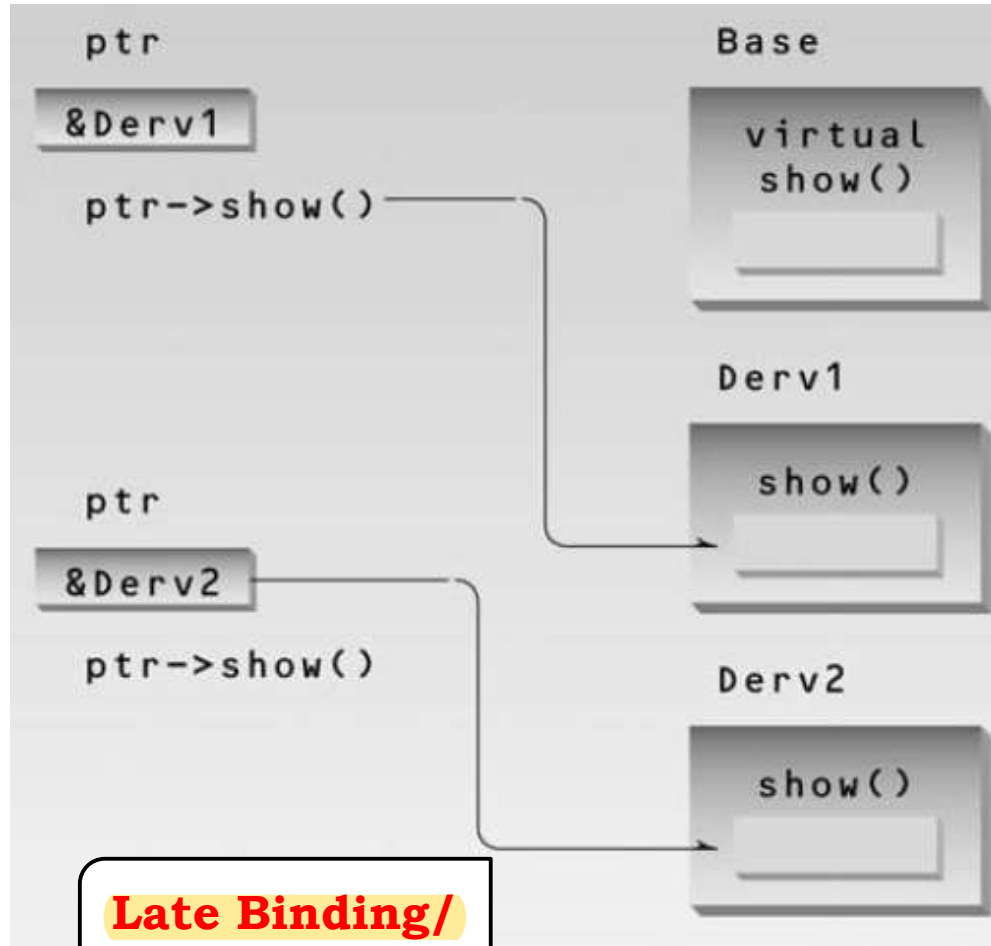 ptr
&Derv1
ptr->show()
ptr
&Derv2
ptr->show()
Base
virtual
show()
Derv1
show()
Derv2
show()
Late Binding/